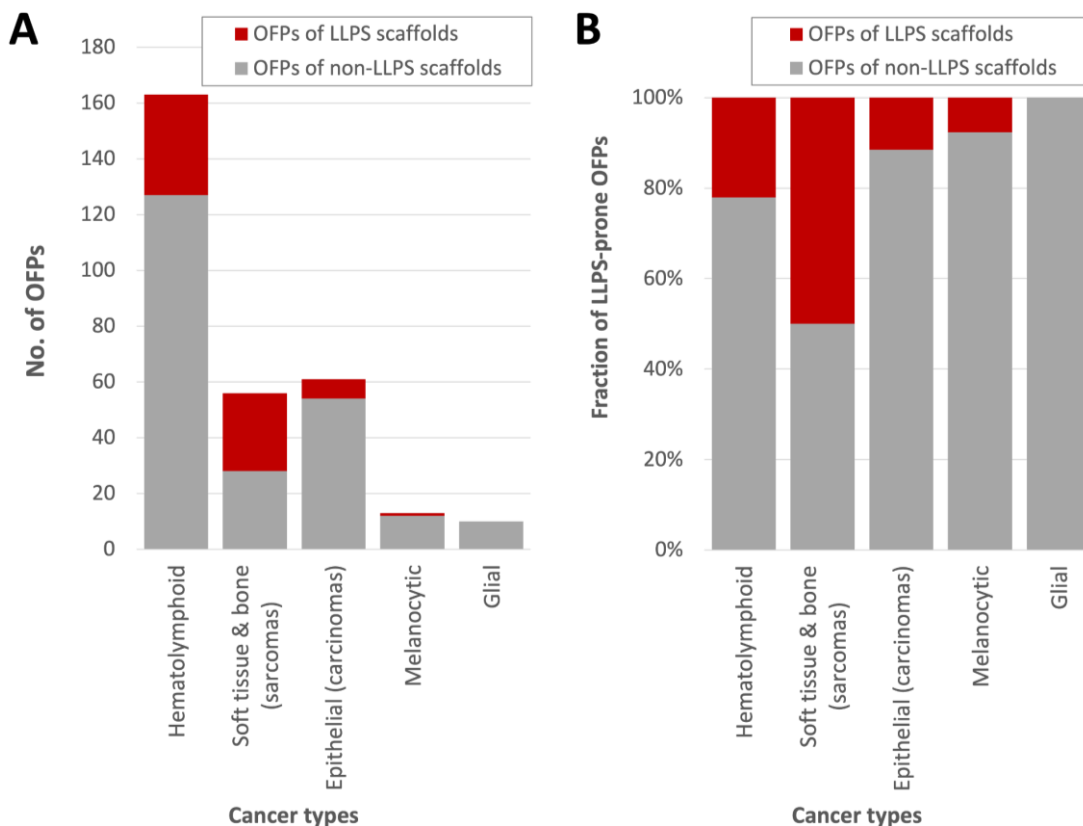 A
OFPs of LLPS scaffolds
OFPs of non-LLPS scaffolds
No. of OFPs
180
160
140
120
100
80
60
40
20
0
Hematolymphoid
Soft tissue & bone
(sarcomas)
Epithelial (carcinomas)
Melanocytic
Glial
Cancer types
B
OFPs of LLPS scaffolds
OFPs of non-LLPS scaffolds
Fraction of LLPS-prone OFPs
100%
80%
60%
40%
20%
0%
Hematolymphoid
Soft tissue & bone
(sarcomas)
Epithelial (carcinomas)
Melanocytic
Glial
Cancer types